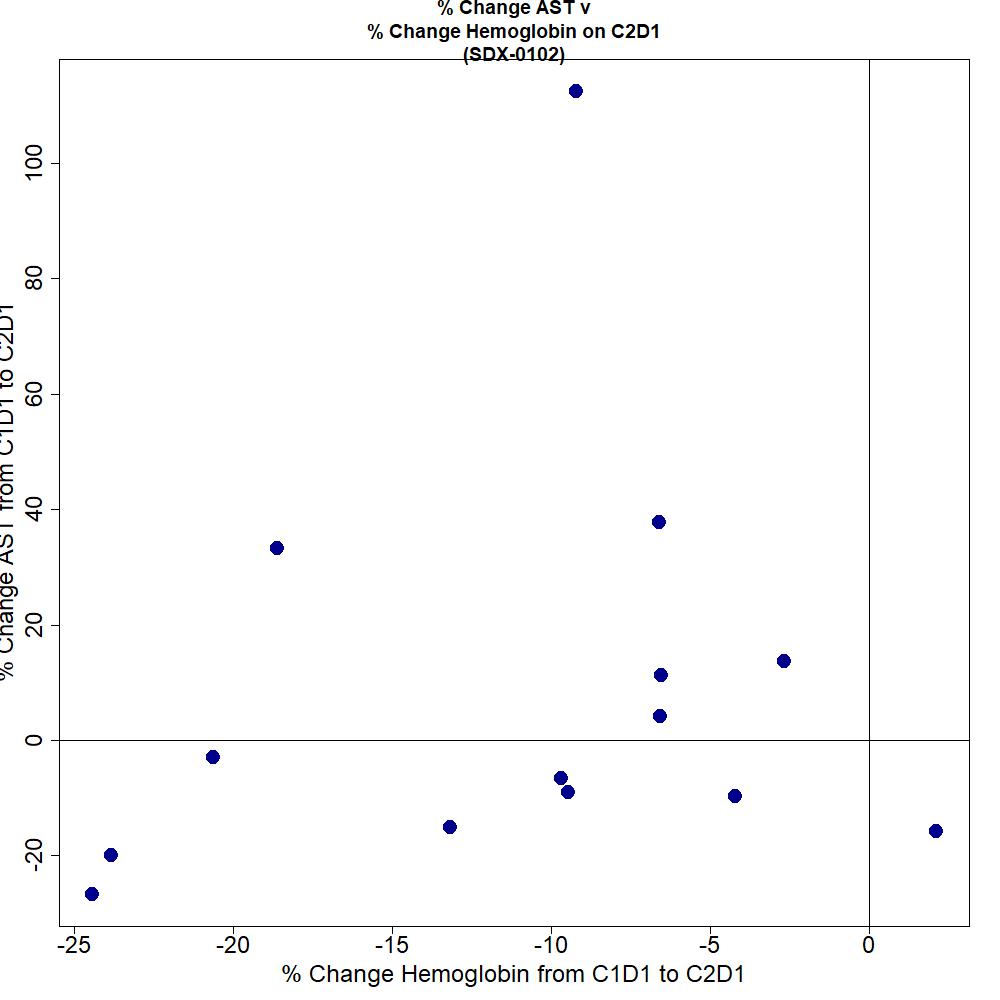 % Change AST v
% Change Hemoglobin on C2D1
(SDX-0102)
% Change AST from C1D1 to C2D1
100
80
60
40
20
0
-20
-25 -20 -15 -10 -5 0
% Change Hemoglobin from C1D1 to C2D1